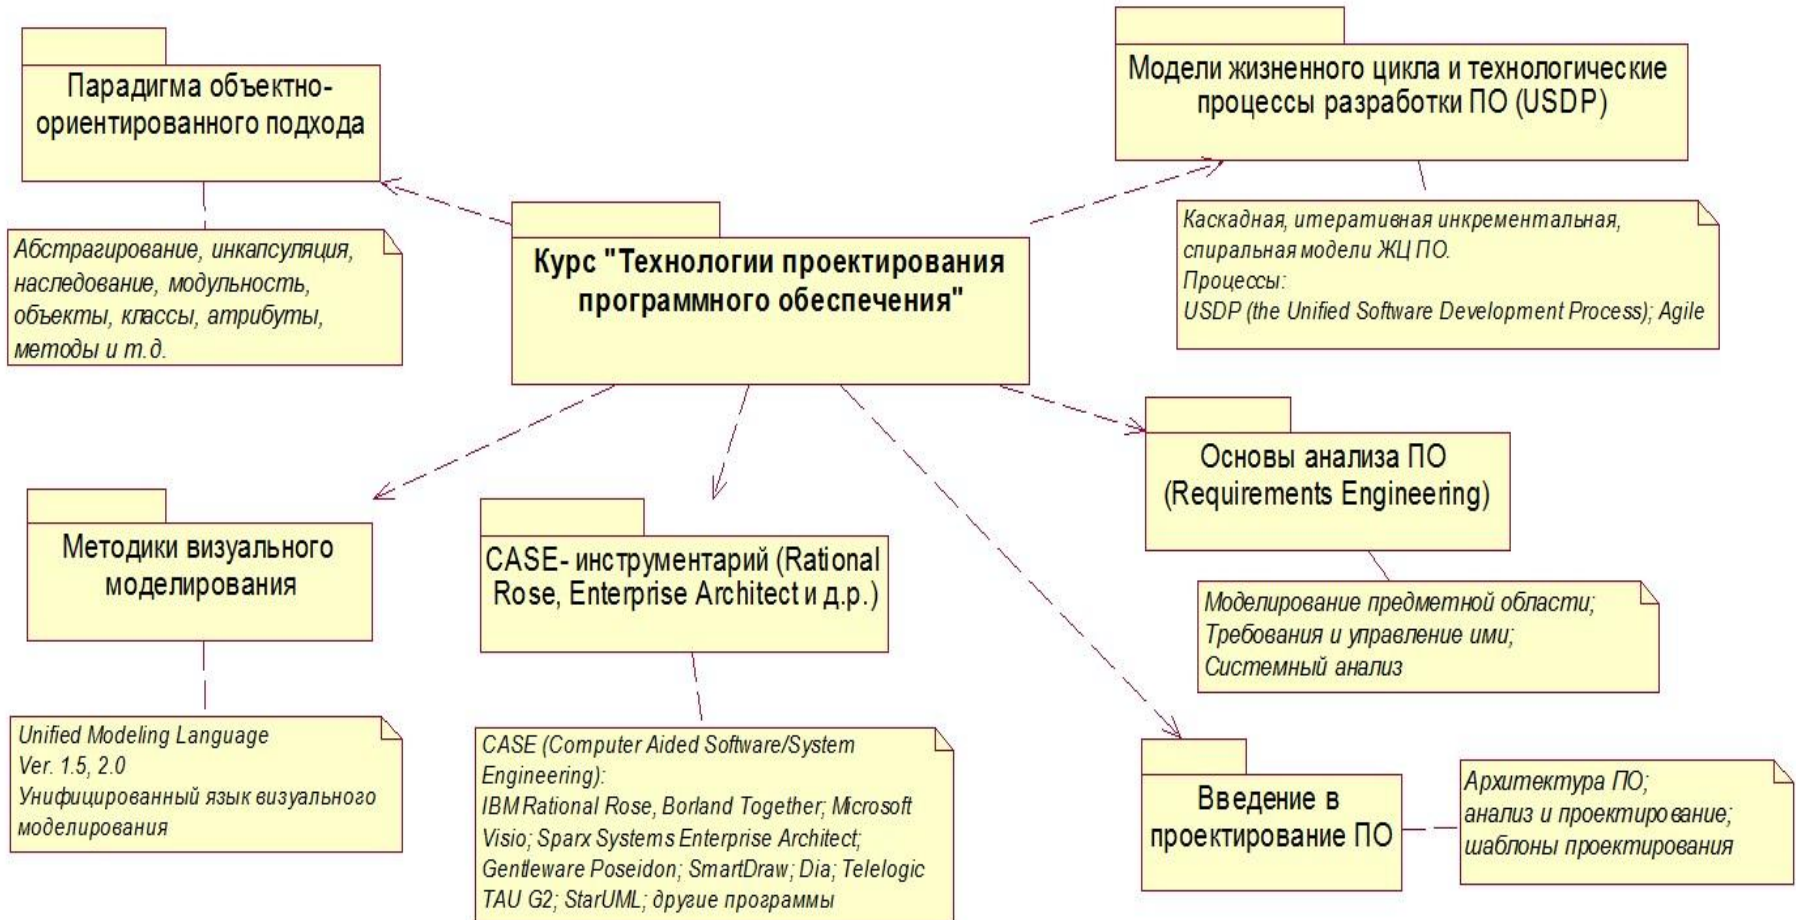 Парадигма объектно-
ориентированного подхода
Абстрагирование, инкапсуляция,
наследование, модульность,
объекты, классы, атрибуты,
методы и т.д.
Модели жизненного цикла и технологические
процессы разработки ПО (USDP)
Каскадная, итеративная инкрементальная,
спиральная модели ЖЦ ПО.
Процессы:
USDP (the Unified Software Development Process); Agile
Курс "Технологии проектирования
программного обеспечения"
Основы анализа ПО
(Requirements Engineering)
Моделирование предметной области;
Требования и управление ими;
Системный анализ
Методики визуального
моделирования
Unified Modeling Language
Ver. 1.5, 2.0
Унифицированный язык визуального
моделирования
CASE- инструментарий (Rational
Rose, Enterprise Architect и д.р.)
CASE (Computer Aided Software/System
Engineering):
IBM Rational Rose, Borland Together; Microsoft
Visio; Sparx Systems Enterprise Architect;
Gentleware Poseidon; SmartDraw; Dia; Telelogic
TAU G2; StarUML; другие программы
Введение в
проектирование ПО
Архитектура ПО;
анализ и проектирование;
шаблоны проектирования